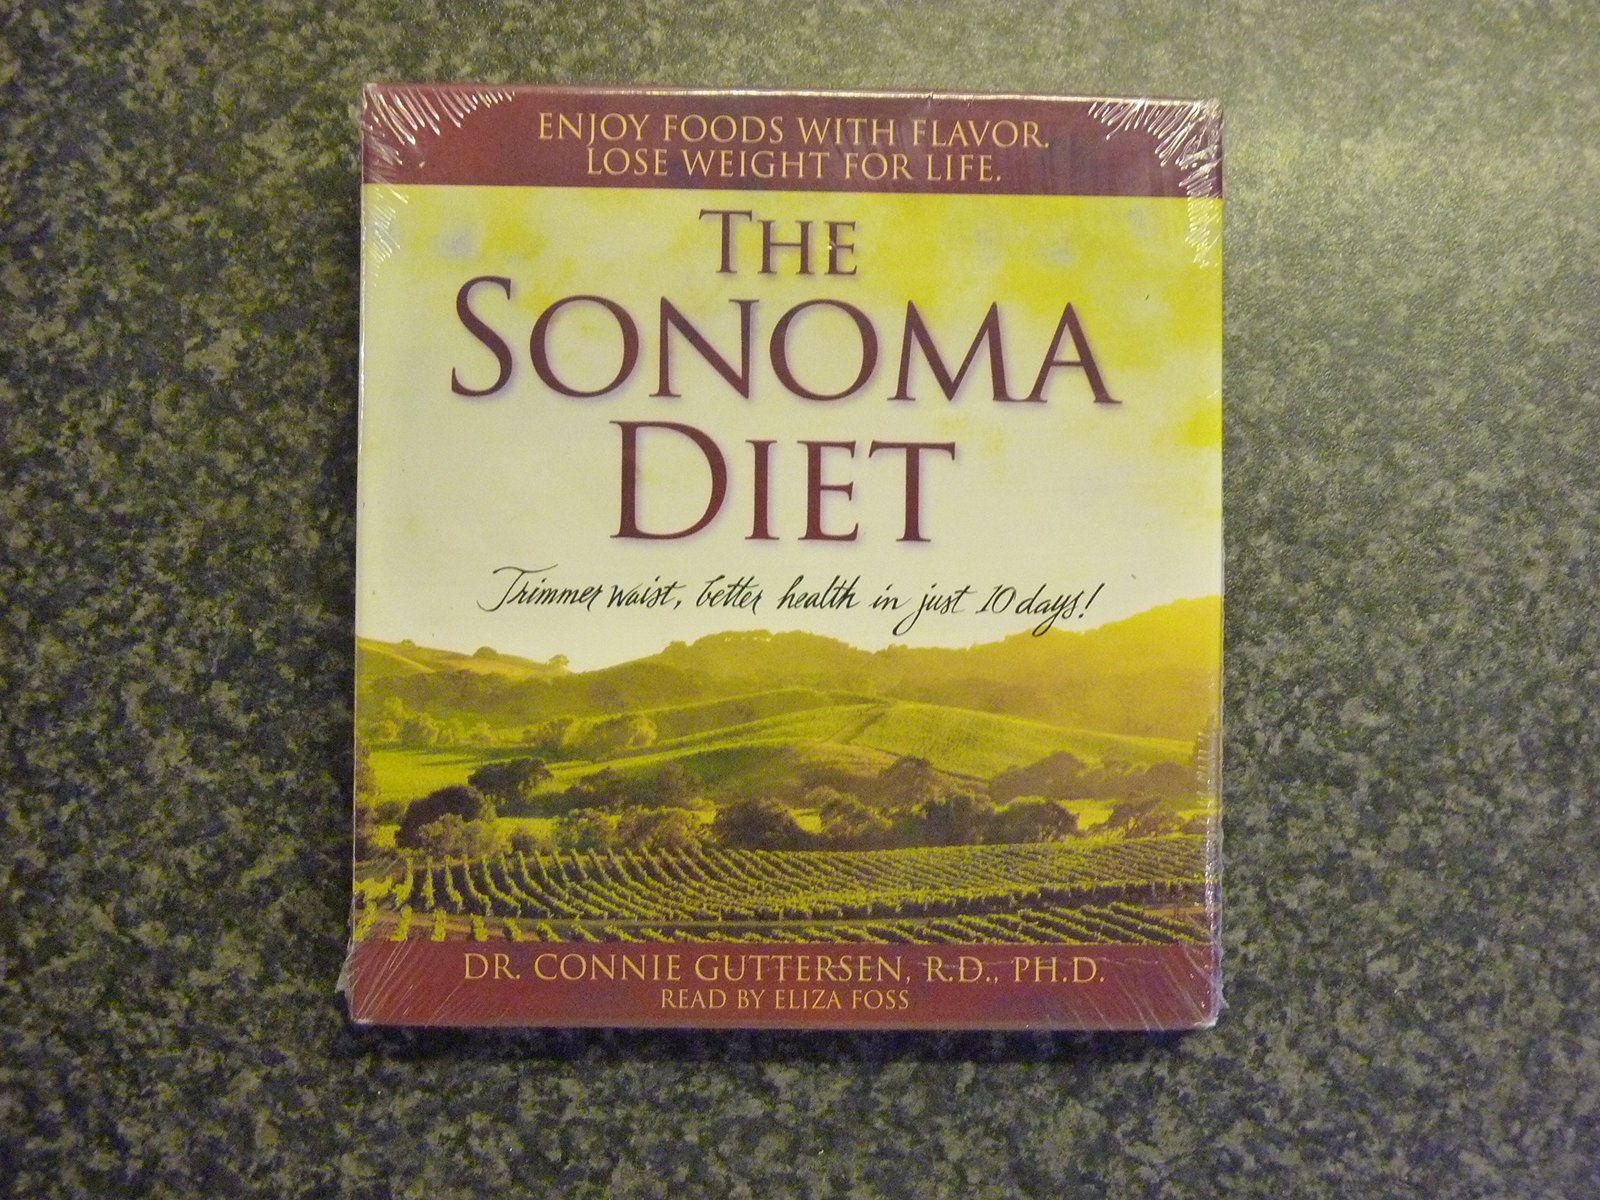 ENJOY FOODS WITH FLAVOR.
LOSE WEIGHT FOR LIFE.
THE
SONOMA
DIET
Trimmer waist, better health in just 10 days!
DR. CONNIE GUTTERSEN, R.D., PH.D.
READ BY ELIZA FOSS